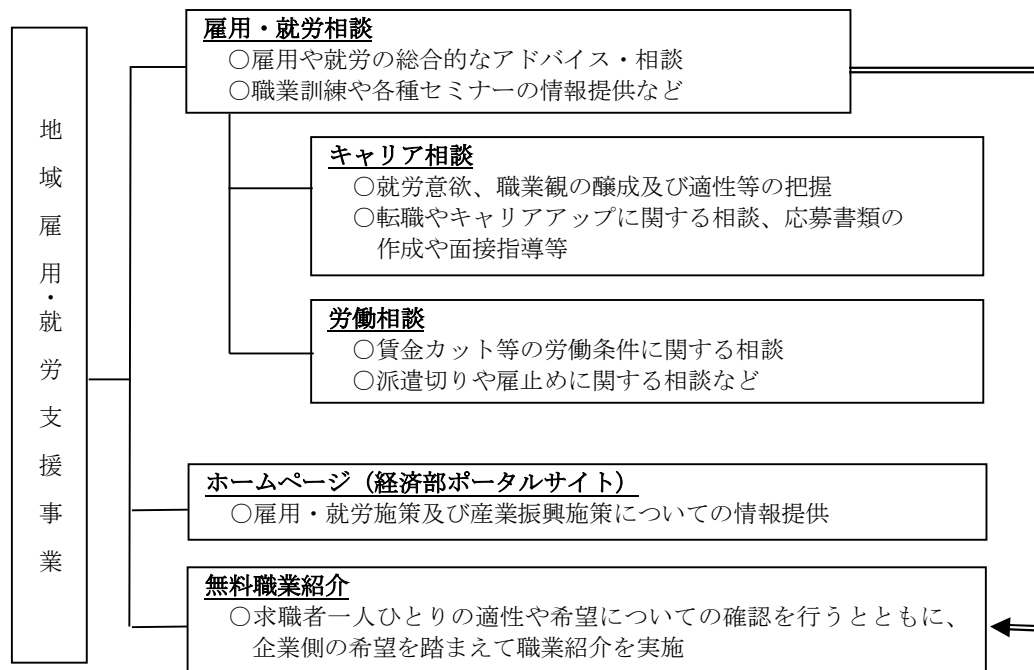 地域雇用・就労支援事業
雇用・就労相談
○雇用や就労の総合的なアドバイス・相談
○職業訓練や各種セミナーの情報提供など
キャリア相談
○就労意欲、職業観の醸成及び適性等の把握
○転職やキャリアアップに関する相談、応募書類の
作成や面接指導等
労働相談
○賃金カット等の労働条件に関する相談
○派遣切りや雇止めに関する相談など
ホームページ（経済部ポータルサイト）
○雇用・就労施策及び産業振興施策についての情報提供
無料職業紹介
○求職者一人ひとりの適性や希望についての確認を行うとともに、
企業側の希望を踏まえて職業紹介を実施